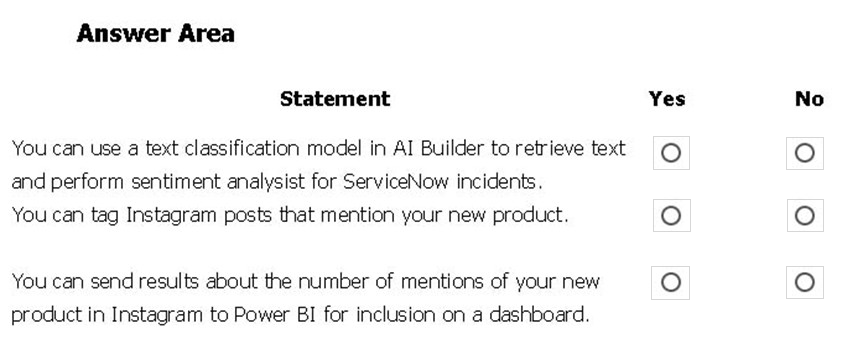 Answer Area
Statement Yes No
You can use a text classification model in AI Builder to retrieve text
and perform sentiment analysist for ServiceNow incidents.
You can tag Instagram posts that mention your new product.
You can send results about the number of mentions of your new
product in Instagram to Power BI for inclusion on a dashboard.